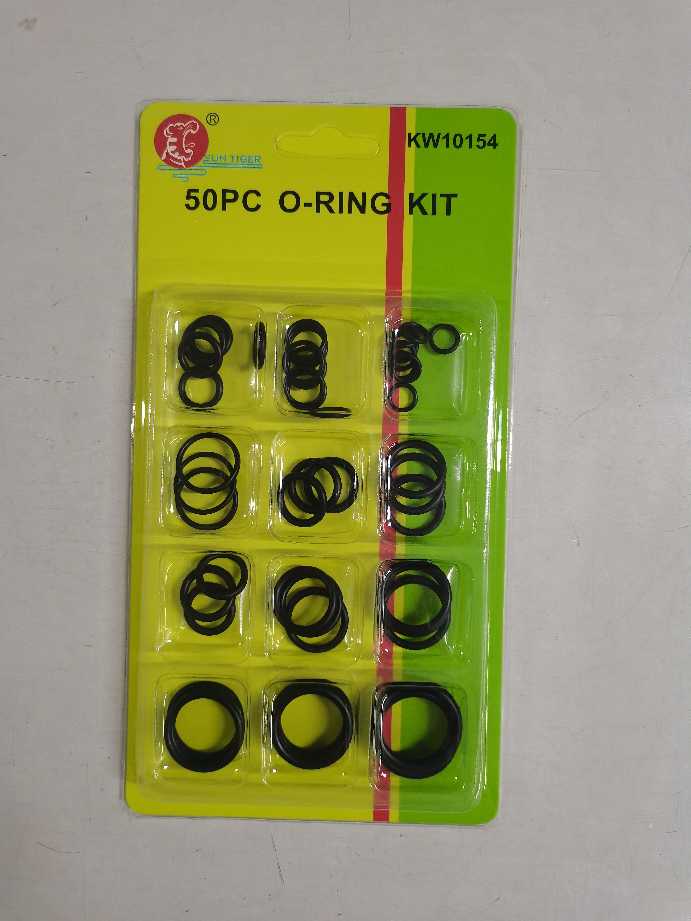 ®
SUN TIGER
KW10154
50PC O-RING KIT